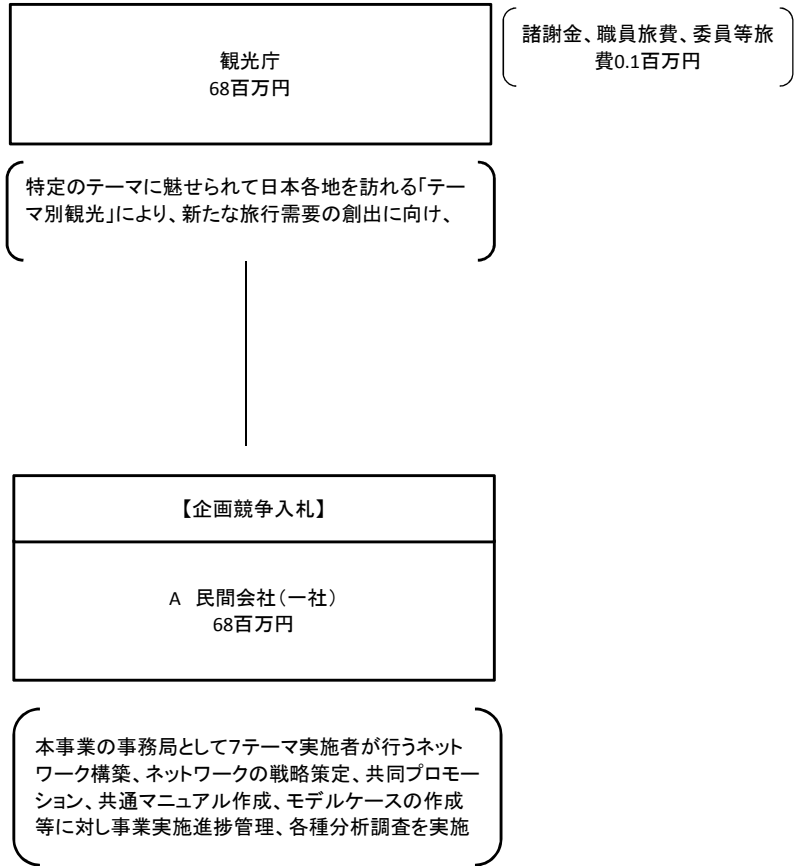 観光庁
68百万円
諸謝金、職員旅費、委員等旅
費0.1百万円
特定のテーマに魅せられて日本各地を訪れる「テー
マ別観光」により、新たな旅行需要の創出に向け、
【企画競争入札】
A 民間会社（一社）
68百万円
本事業の事務局として7テーマ実施者が行うネット
ワーク構築、ネットワークの戦略策定、共同プロモー
ション、共通マニュアル作成、モデルケースの作成
等に対し事業実施進捗管理、各種分析調査を実施